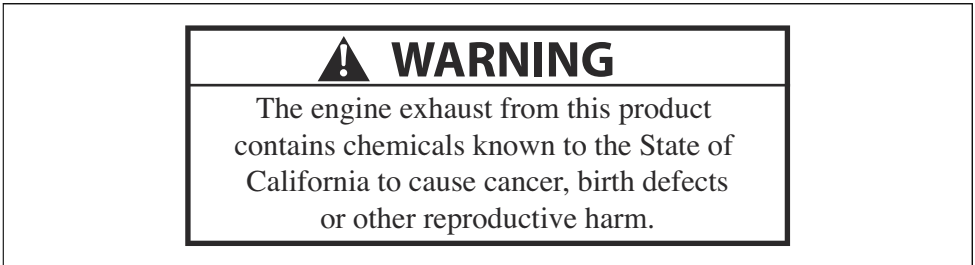 WARNING
The engine exhaust from this product
contains chemicals known to the State of
California to cause cancer, birth defects
or other reproductive harm.